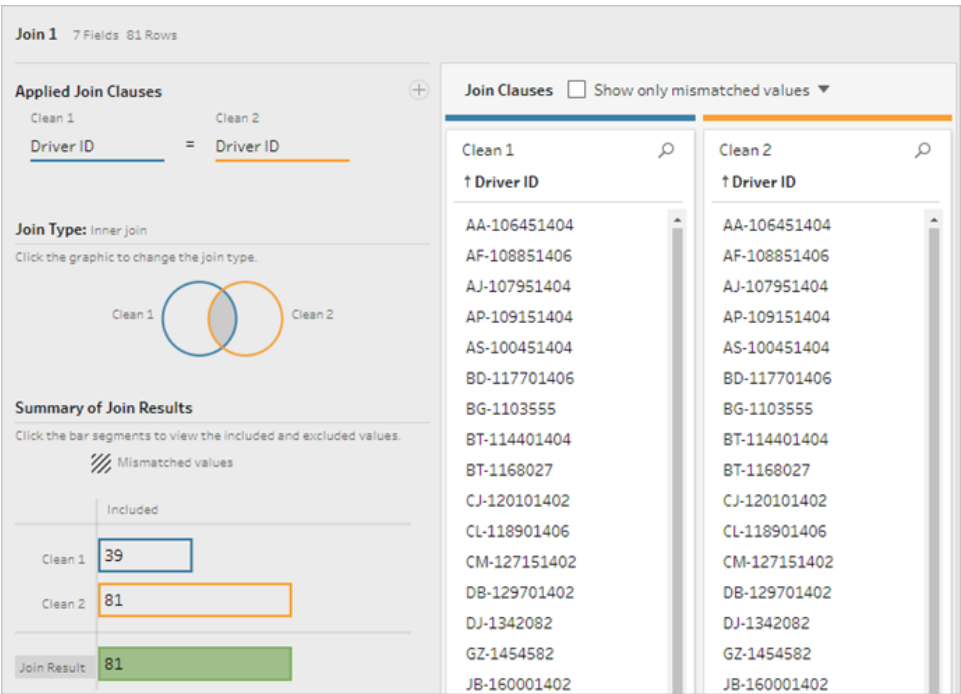 Join 1 7 Fields 81 Rows
Applied Join Clauses
Clean 1 Clean 2
Driver ID = Driver ID
Join Type: Inner join
Click the graphic to change the join type.
Clean 1 Clean 2
Summary of Join Results
Click the bar segments to view the included and excluded values.
Mismatched values
Included
Clean 1 39
Clean 2 81
Join Result 81
Join Clauses Show only mismatched values
Clean 1
Driver ID
AA-106451404
AF-108851406
AJ-107951404
AP-109151404
AS-100451404
BD-117701406
BG-1103555
BT-114401404
BT-1168027
CJ-120101402
CL-118901406
CM-127151402
DB-129701402
DJ-1342082
GZ-1454582
JB-160001402
Clean 2
Driver ID
AA-106451404
AF-108851406
AJ-107951404
AP-109151404
AS-100451404
BD-117701406
BG-1103555
BT-114401404
BT-1168027
CJ-120101402
CL-118901406
CM-127151402
DB-129701402
DJ-1342082
GZ-1454582
JB-160001402